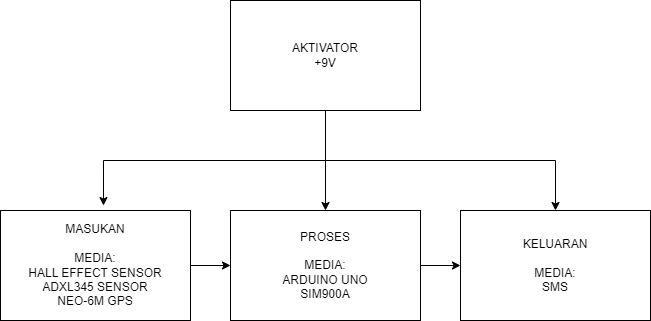 AKTIVATOR
+9V
MASUKAN
MEDIA:
HALL EFFECT SENSOR
ADXL345 SENSOR
NEO-6M GPS
PROSES
MEDIA:
ARDUINO UNO
SIM900A
KELUARAN
MEDIA:
SMS